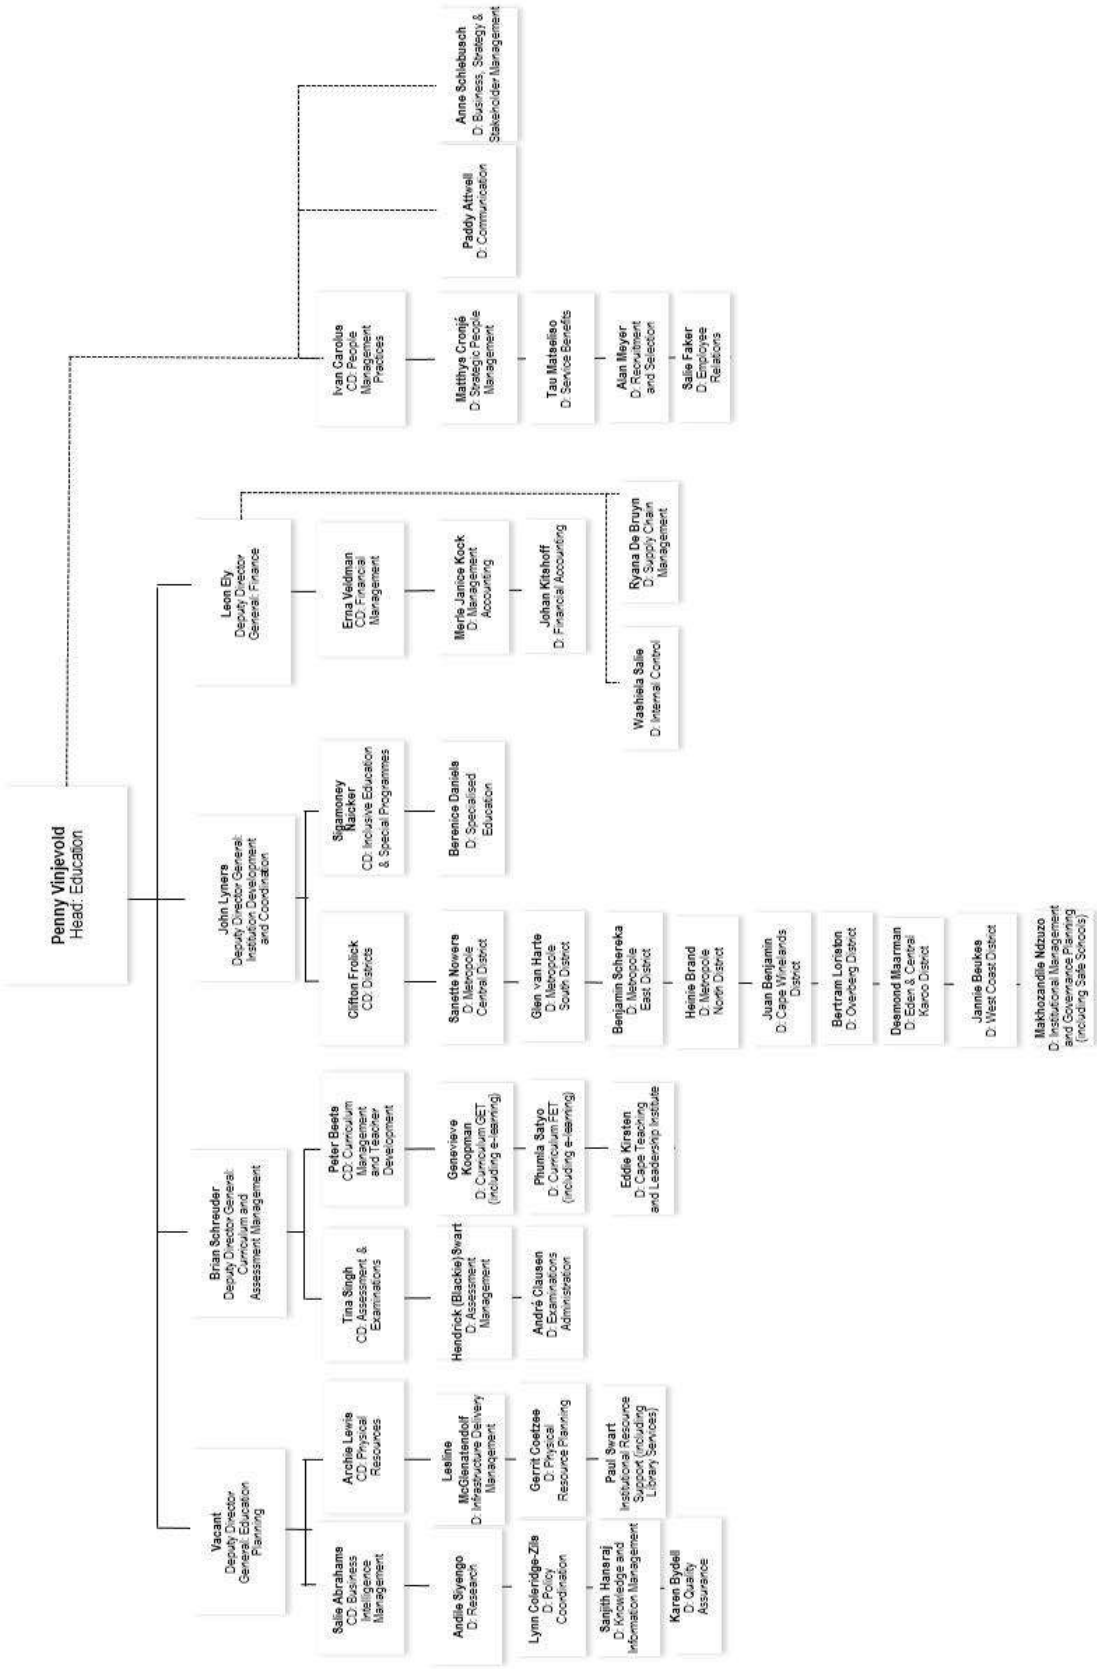 Penny Vinjevold
Head: Education
Vacant
Deputy Director
General: Education
Planning
Brian Schreuder
Deputy Director General:
Curriculum and
Assessment Management
John Lyners
Deputy Director General:
Institution Development
and Coordination
Leon Ely
Deputy Director
General: Finance
Salie Abrahams
CD: Business
Intelligence
Management
Archie Lewis
CD: Physical
Resources
Tina Singh
CD: Assessment &
Examinations
Peter Beets
CD: Curriculum
Management
and Teacher
Development
Clifton Frolick
CD: Districts
Sigamoney
Naicker
CD: Inclusive Education
& Special Programmes
Erna Veldman
CD: Financial
Management
Ivan Carolus
CD: People
Management
Practices
Andile Siyengo
D: Research
Lesline
McGlenatendolf
D: Infrastructure Delivery
Management
Hendrick (Blackie) Swart
D: Assessment
Management
Genevieve
Koopman
D: Curriculum GET
(including e-learning)
Sanette Nowers
D: Metropole
Central District
Berenice Daniels
D: Specialised
Education
Merle Janice Kock
D: Management
Accounting
Matthys Cronjé
D: Strategic People
Management
Paddy Attwell
D: Communication
Anne Schlebusch
D: Business, Strategy &
Stakeholder Management
Lynn Coleridge-Zils
D: Policy
Coordination
Gerrit Coetzee
D: Physical
Resource Planning
André Clausen
D: Examinations
Administration
Phumla Satyo
D: Curriculum FET
(including e-learning)
Glen van Harte
D: Metropole
South District
Johan Kitshoff
D: Financial Accounting
Tau Matseliso
D: Service Benefits
Sanjith Hansraj
D: Knowledge and
Information Management
Paul Swart
Institutional Resource
Support (including
Library Services)
Eddie Kirsten
D: Cape Teaching
and Leadership Institute
Benjamin Schereka
D: Metropole
East District
Washiela Salie
D: Internal Control
Ryana De Bruyn
D: Supply Chain
Management
Alan Meyer
D: Recruitment
and Selection
Karen Bydell
D: Quality
Assurance
Heinie Brand
D: Metropole
North District
Salie Faker
D: Employee
Relations
Juan Benjamin
D: Cape Winelands
District
Bertram Loriston
D: Overberg District
Desmond Maarman
D: Eden & Central
Karoo District
Jannie Beukes
D: West Coast District
Makhozandile Ndzuzo
D: Institutional Management
and Governance Planning
(including Safe Schools)